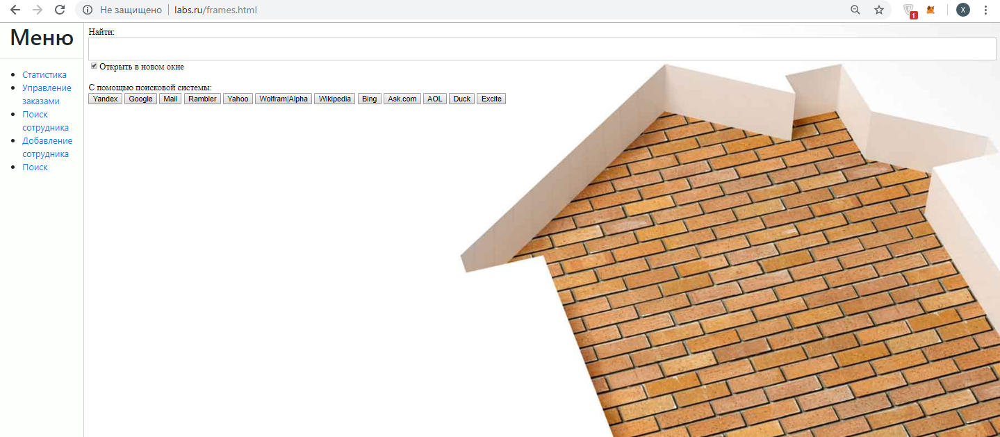 Не защищено labs.ru/frames.html
1
X
Меню
Статистика
Управление
заказами
Поиск
сотрудника
Добавление
сотрудника
Поиск
Найти:
Открыть в новом окне
С помощью поисковой системы:
Yandex Google Mail Rambler Yahoo Wolfram|Alpha Wikipedia Bing Ask.com AOL Duck Excite